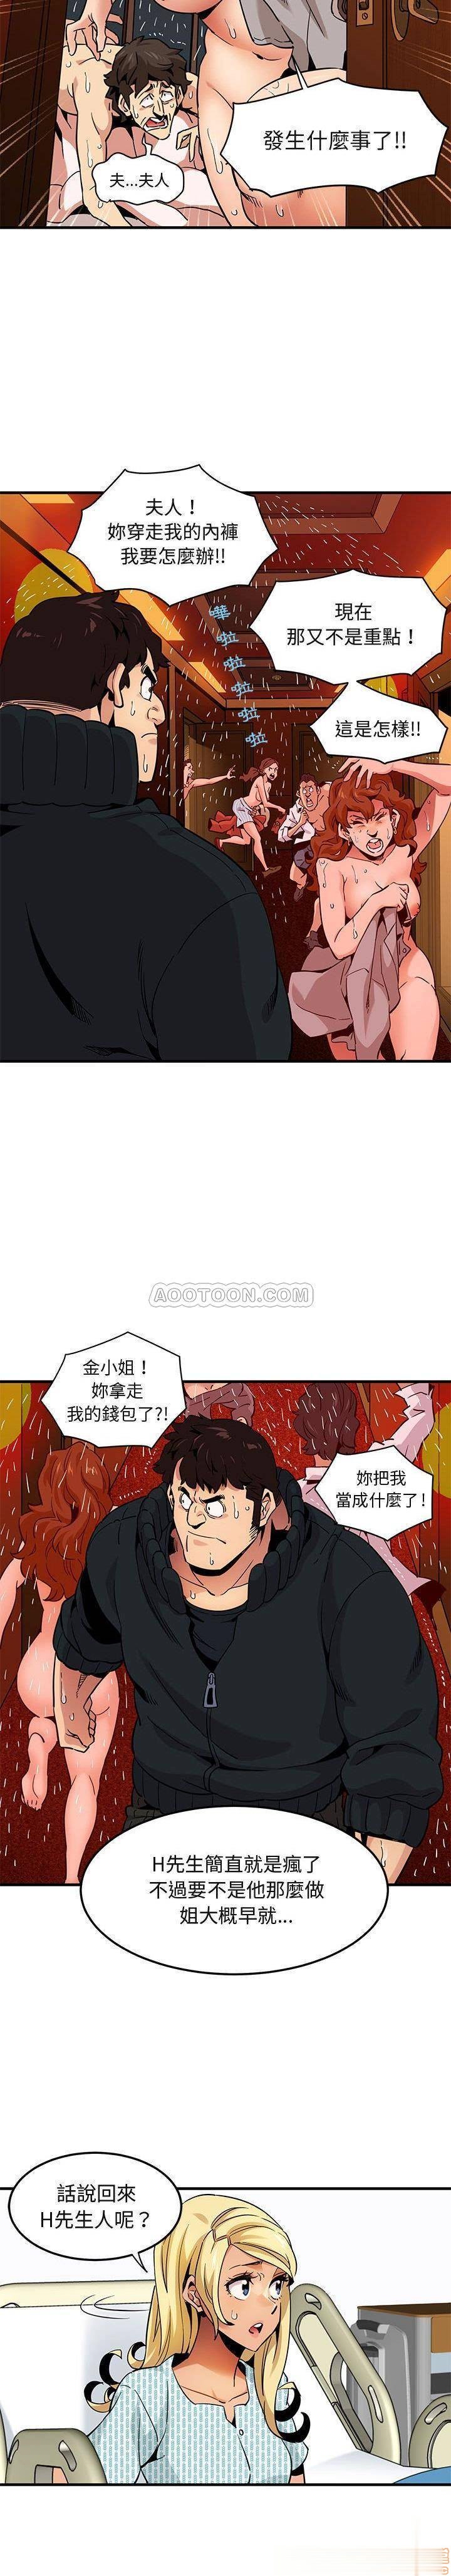 發生什麼事了!!
夫...夫人
夫人！
妳穿走我的內褲
我要怎麼辦!!
嘩
啦
啦
啦
啦
啦
現在
那又不是重點！
這是怎樣!!
AOOTOON.COM
金小姐！
妳拿走
我的錢包了?!
妳把我
當成什麼了!
H先生簡直就是瘋了
不過要不是他那麼做
姐大概早就...
話說回來
H先生人呢？